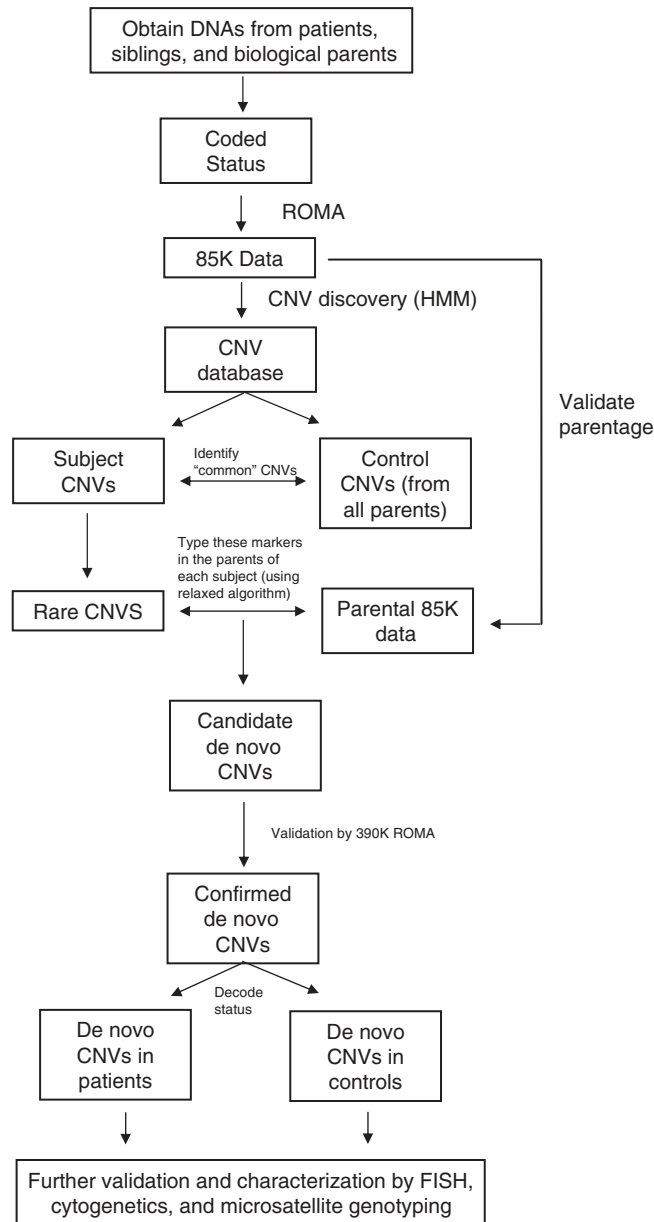 Obtain DNAs from patients,
siblings, and biological parents
Coded
Status
ROMA
85K Data
CNV discovery (HMM)
CNV
database
Validate
parentage
Subject
CNVs
Identify
“common” CNVs
Control
CNVs (from
all parents)
Type these markers
in the parents of
each subject (using
relaxed algorithm)
Rare CNVS
Parental 85K
data
Candidate
de novo
CNVs
Validation by 390K ROMA
Confirmed
de novo
CNVs
Decode
status
De novo
CNVs in
patients
De novo
CNVs in
controls
Further validation and characterization by FISH,
cytogenetics, and microsatellite genotyping